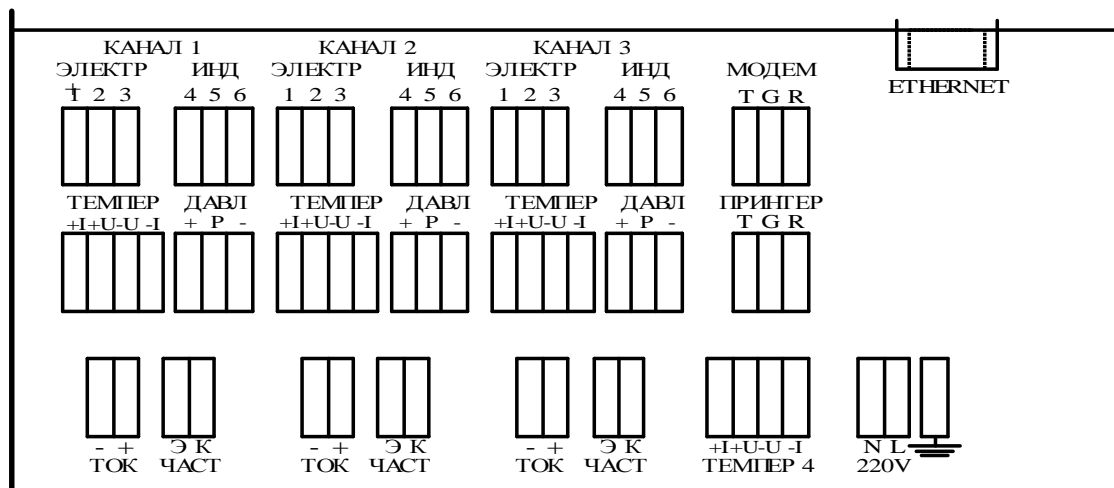 КАНАЛ 1 КАНАЛ 2 КАНАЛ 3
ЭЛЕКТР ИНД ЭЛЕКТР ИНД ЭЛЕКТР ИНД МОДЕМ ETHERNET
+
1 2 3 4 5 6 1 2 3 4 5 6 1 2 3 4 5 6 T G R
ТЕМПЕР ДАВЛ ТЕМПЕР ДАВЛ ТЕМПЕР ДАВЛ ПРИНТЕР
+I+U-U -I + P - +I+U-U -I + P - +I+U-U -I + P - T G R
- + Э К - + Э К - + Э К +I+U-U -I N L
ТОК ЧАСТ ТОК ЧАСТ ТОК ЧАСТ ТЕМПЕР 4 220V